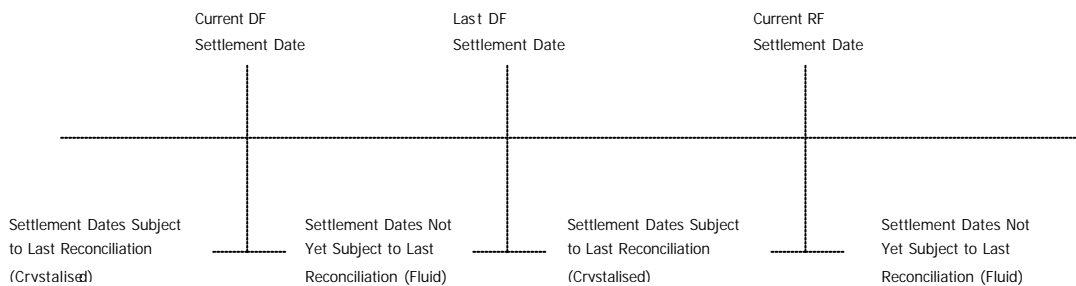 Current DF
Settlement Date
Last DF
Settlement Date
Current RF
Settlement Date
Settlement Dates Subject
to Last Reconciliation
(Crystalised)
Settlement Dates Not
Yet Subject to Last
Reconciliation (Fluid)
Settlement Dates Subject
to Last Reconciliation
(Crystalised)
Settlement Dates Not
Yet Subject to Last
Reconciliation (Fluid)